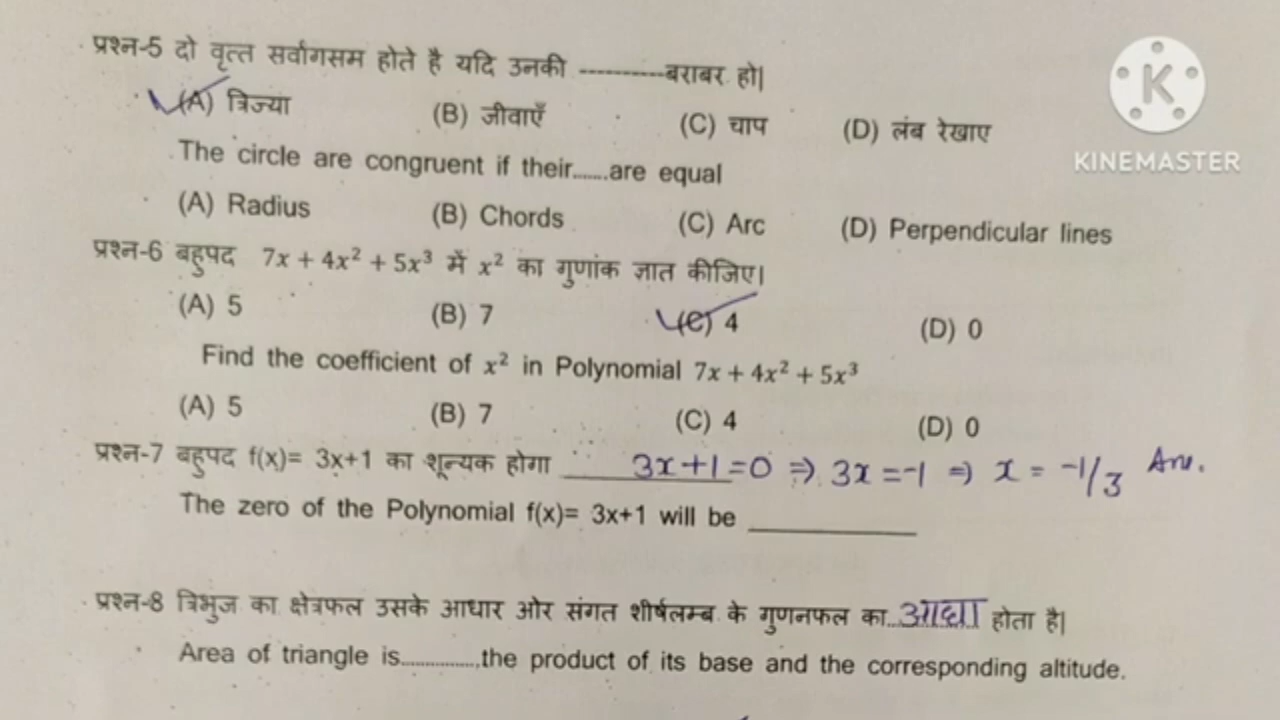 प्रश्न-5 दो वृत्त सर्वांगसम होते है यदि उनकी ----------बराबर हो|
(A) त्रिज्या (B) जीवाएँ (C) चाप (D) लंब रेखाए
The circle are congruent if their.......are equal
(A) Radius (B) Chords (C) Arc (D) Perpendicular lines
प्रश्न-6 बहुपद 7x + 4x² + 5x³ में x² का गुणांक ज्ञात कीजिए।
(A) 5 (B) 7 (C) 4 (D) 0
Find the coefficient of x² in Polynomial 7x + 4x² + 5x³
(A) 5 (B) 7 (C) 4 (D) 0
प्रश्न-7 बहुपद f(x)= 3x+1 का शून्यक होगा ____________ 3x+1=0 ⇒ 3x=-1 ⇒ x = -1/3 Ans.
The zero of the Polynomial f(x)= 3x+1 will be ____________
प्रश्न-8 त्रिभुज का क्षेत्रफल उसके आधार ओर संगत शीर्षलम्ब के गुणनफल का..आधा होता है|
Area of triangle is...............the product of its base and the corresponding altitude.
K
KINEMASTER